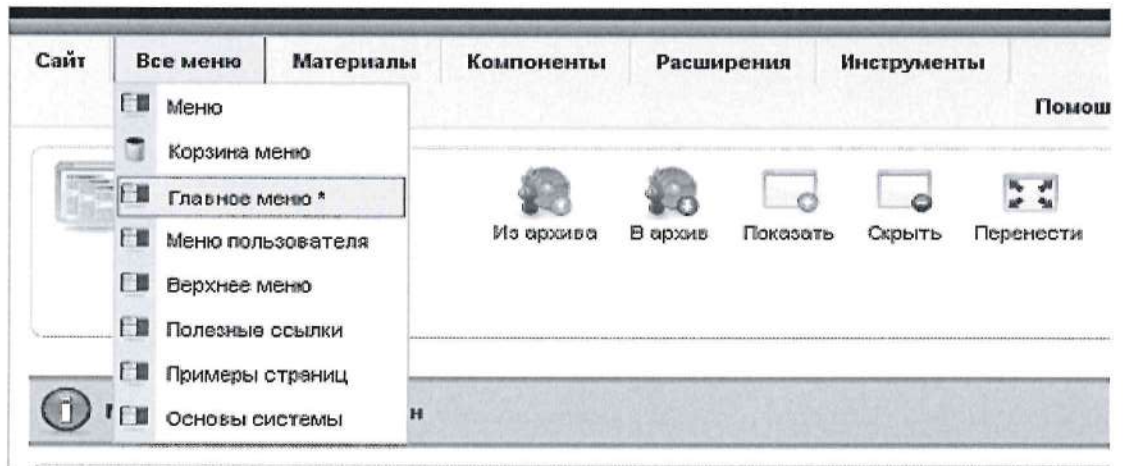 Сайт Все меню Материалы Компоненты Расширения Инструменты
Меню
Корзина меню
Главное меню *
Меню пользователя
Верхнее меню
Полезные ссылки
Примеры страниц
Основы системы
Помощ
Из архива В архив Показать Скрыть Перенести
н